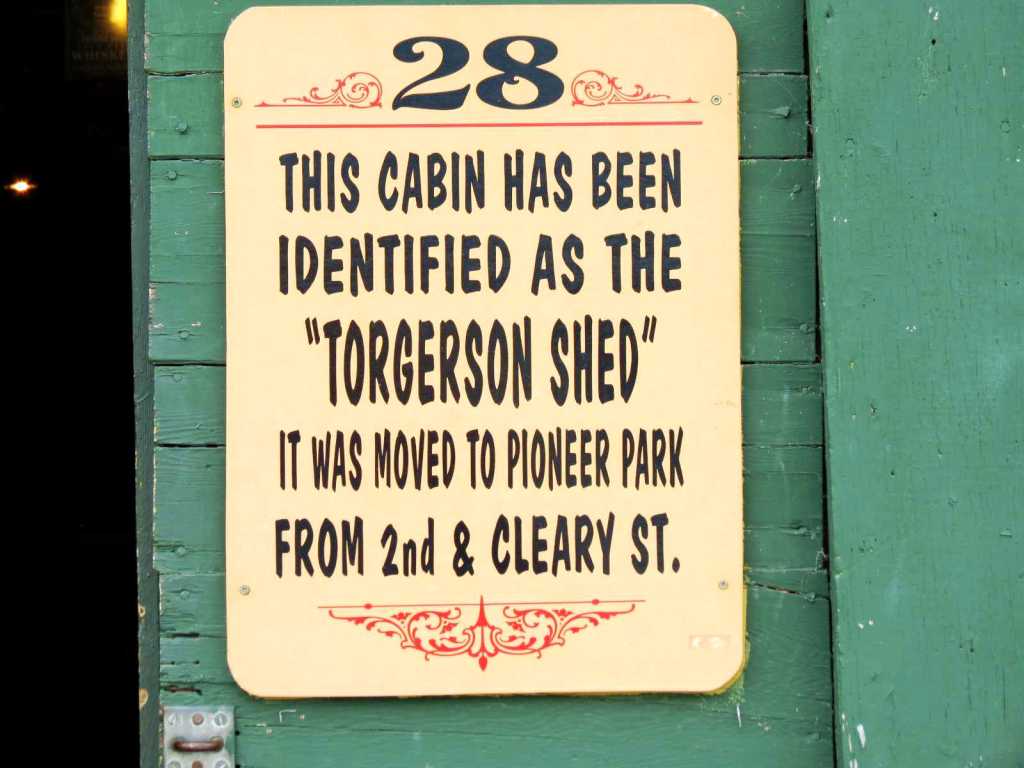 28
THIS CABIN HAS BEEN
IDENTIFIED AS THE
"TORGERSON SHED"
IT WAS MOVED TO PIONEER PARK
FROM 2nd & CLEARY ST.